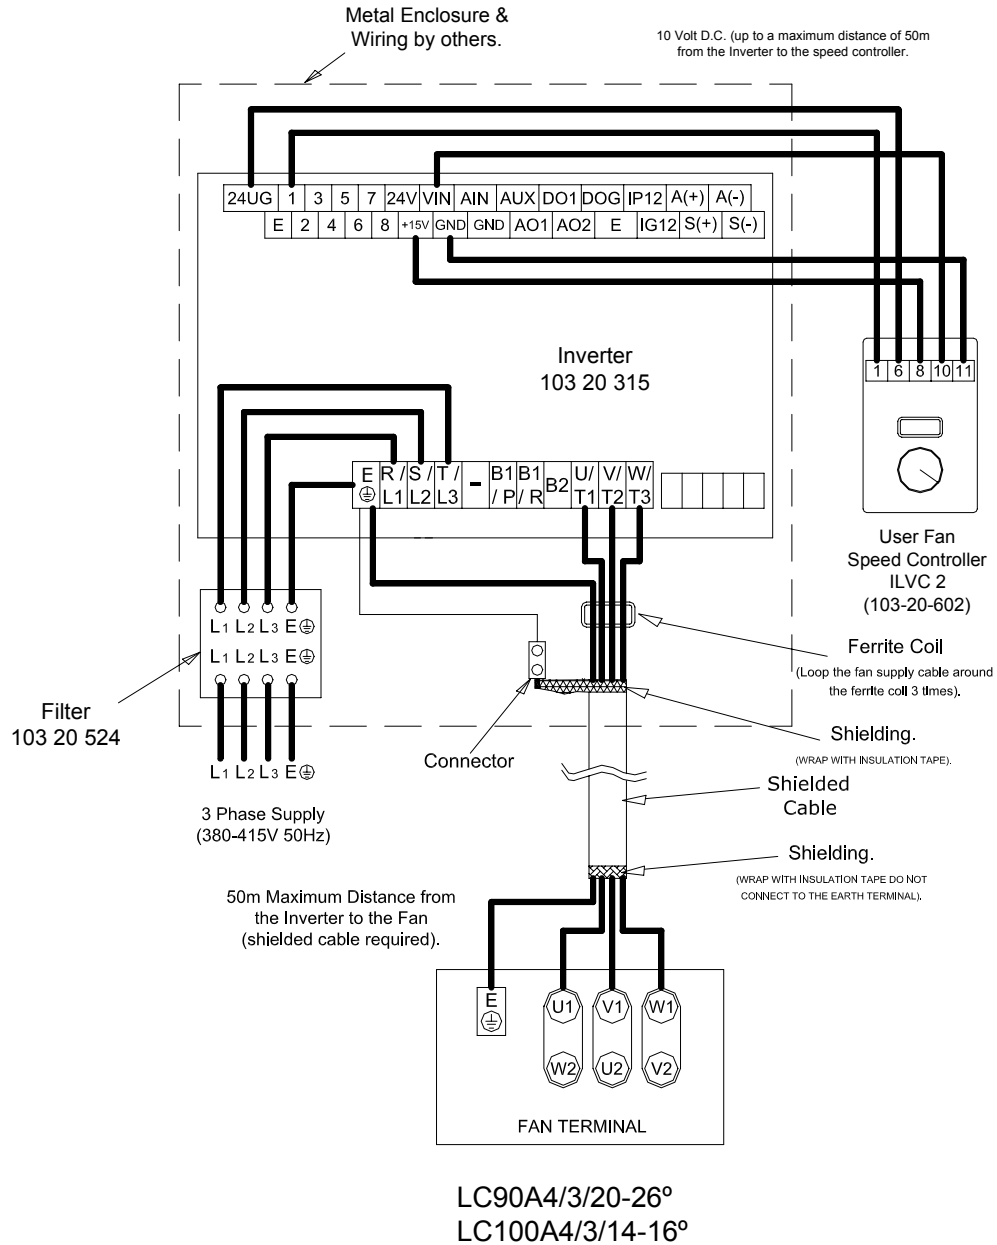 Metal Enclosure &
Wiring by others.
10 Volt D.C. (up to a maximum distance of 50m
from the Inverter to the speed controller.
24UG 1 3 5 7 24V VIN AIN AUX DO1 DOG IP12 A(+) A(-)
E 2 4 6 8 +15V GND GND AO1 AO2 E IG12 S(+) S(-)
Inverter
103 20 315
1 6 8 10 11
E R / S / T / - B1 B1 B2 U/ V/ W/
L1 L2 L3 / P / R T1 T2 T3
User Fan
Speed Controller
ILVC 2
(103-20-602)
L1 L2 L3 E
L1 L2 L3 E
Filter
103 20 524
L1 L2 L3 E
3 Phase Supply
(380-415V 50Hz)
Connector
Ferrite Coil
(Loop the fan supply cable around
the ferrite coil 3 times).
Shielding.
(WRAP WITH INSULATION TAPE).
Shielded
Cable
Shielding.
(WRAP WITH INSULATION TAPE DO NOT
CONNECT TO THE EARTH TERMINAL).
50m Maximum Distance from
the Inverter to the Fan
(shielded cable required).
E U1 V1 W1
W2 U2 V2
FAN TERMINAL
LC90A4/3/20-26º
LC100A4/3/14-16º